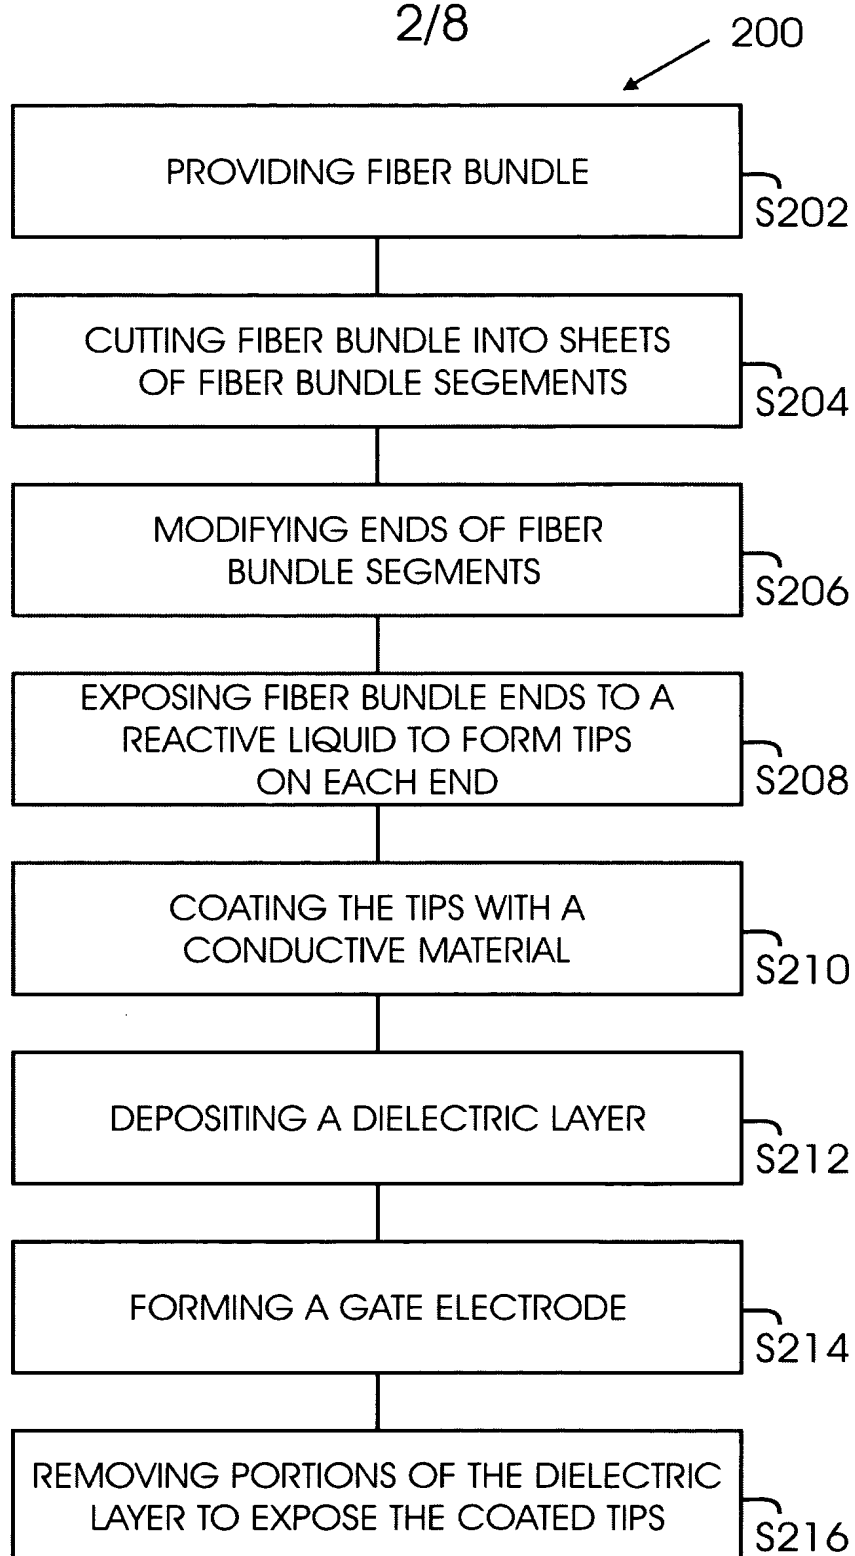 2/8
200
PROVIDING FIBER BUNDLE
S202
CUTTING FIBER BUNDLE INTO SHEETS
OF FIBER BUNDLE SEGEMENTS
S204
MODIFYING ENDS OF FIBER
BUNDLE SEGMENTS
S206
EXPOSING FIBER BUNDLE ENDS TO A
REACTIVE LIQUID TO FORM TIPS
ON EACH END
S208
COATING THE TIPS WITH A
CONDUCTIVE MATERIAL
S210
DEPOSITING A DIELECTRIC LAYER
S212
FORMING A GATE ELECTRODE
S214
REMOVING PORTIONS OF THE DIELECTRIC
LAYER TO EXPOSE THE COATED TIPS
S216